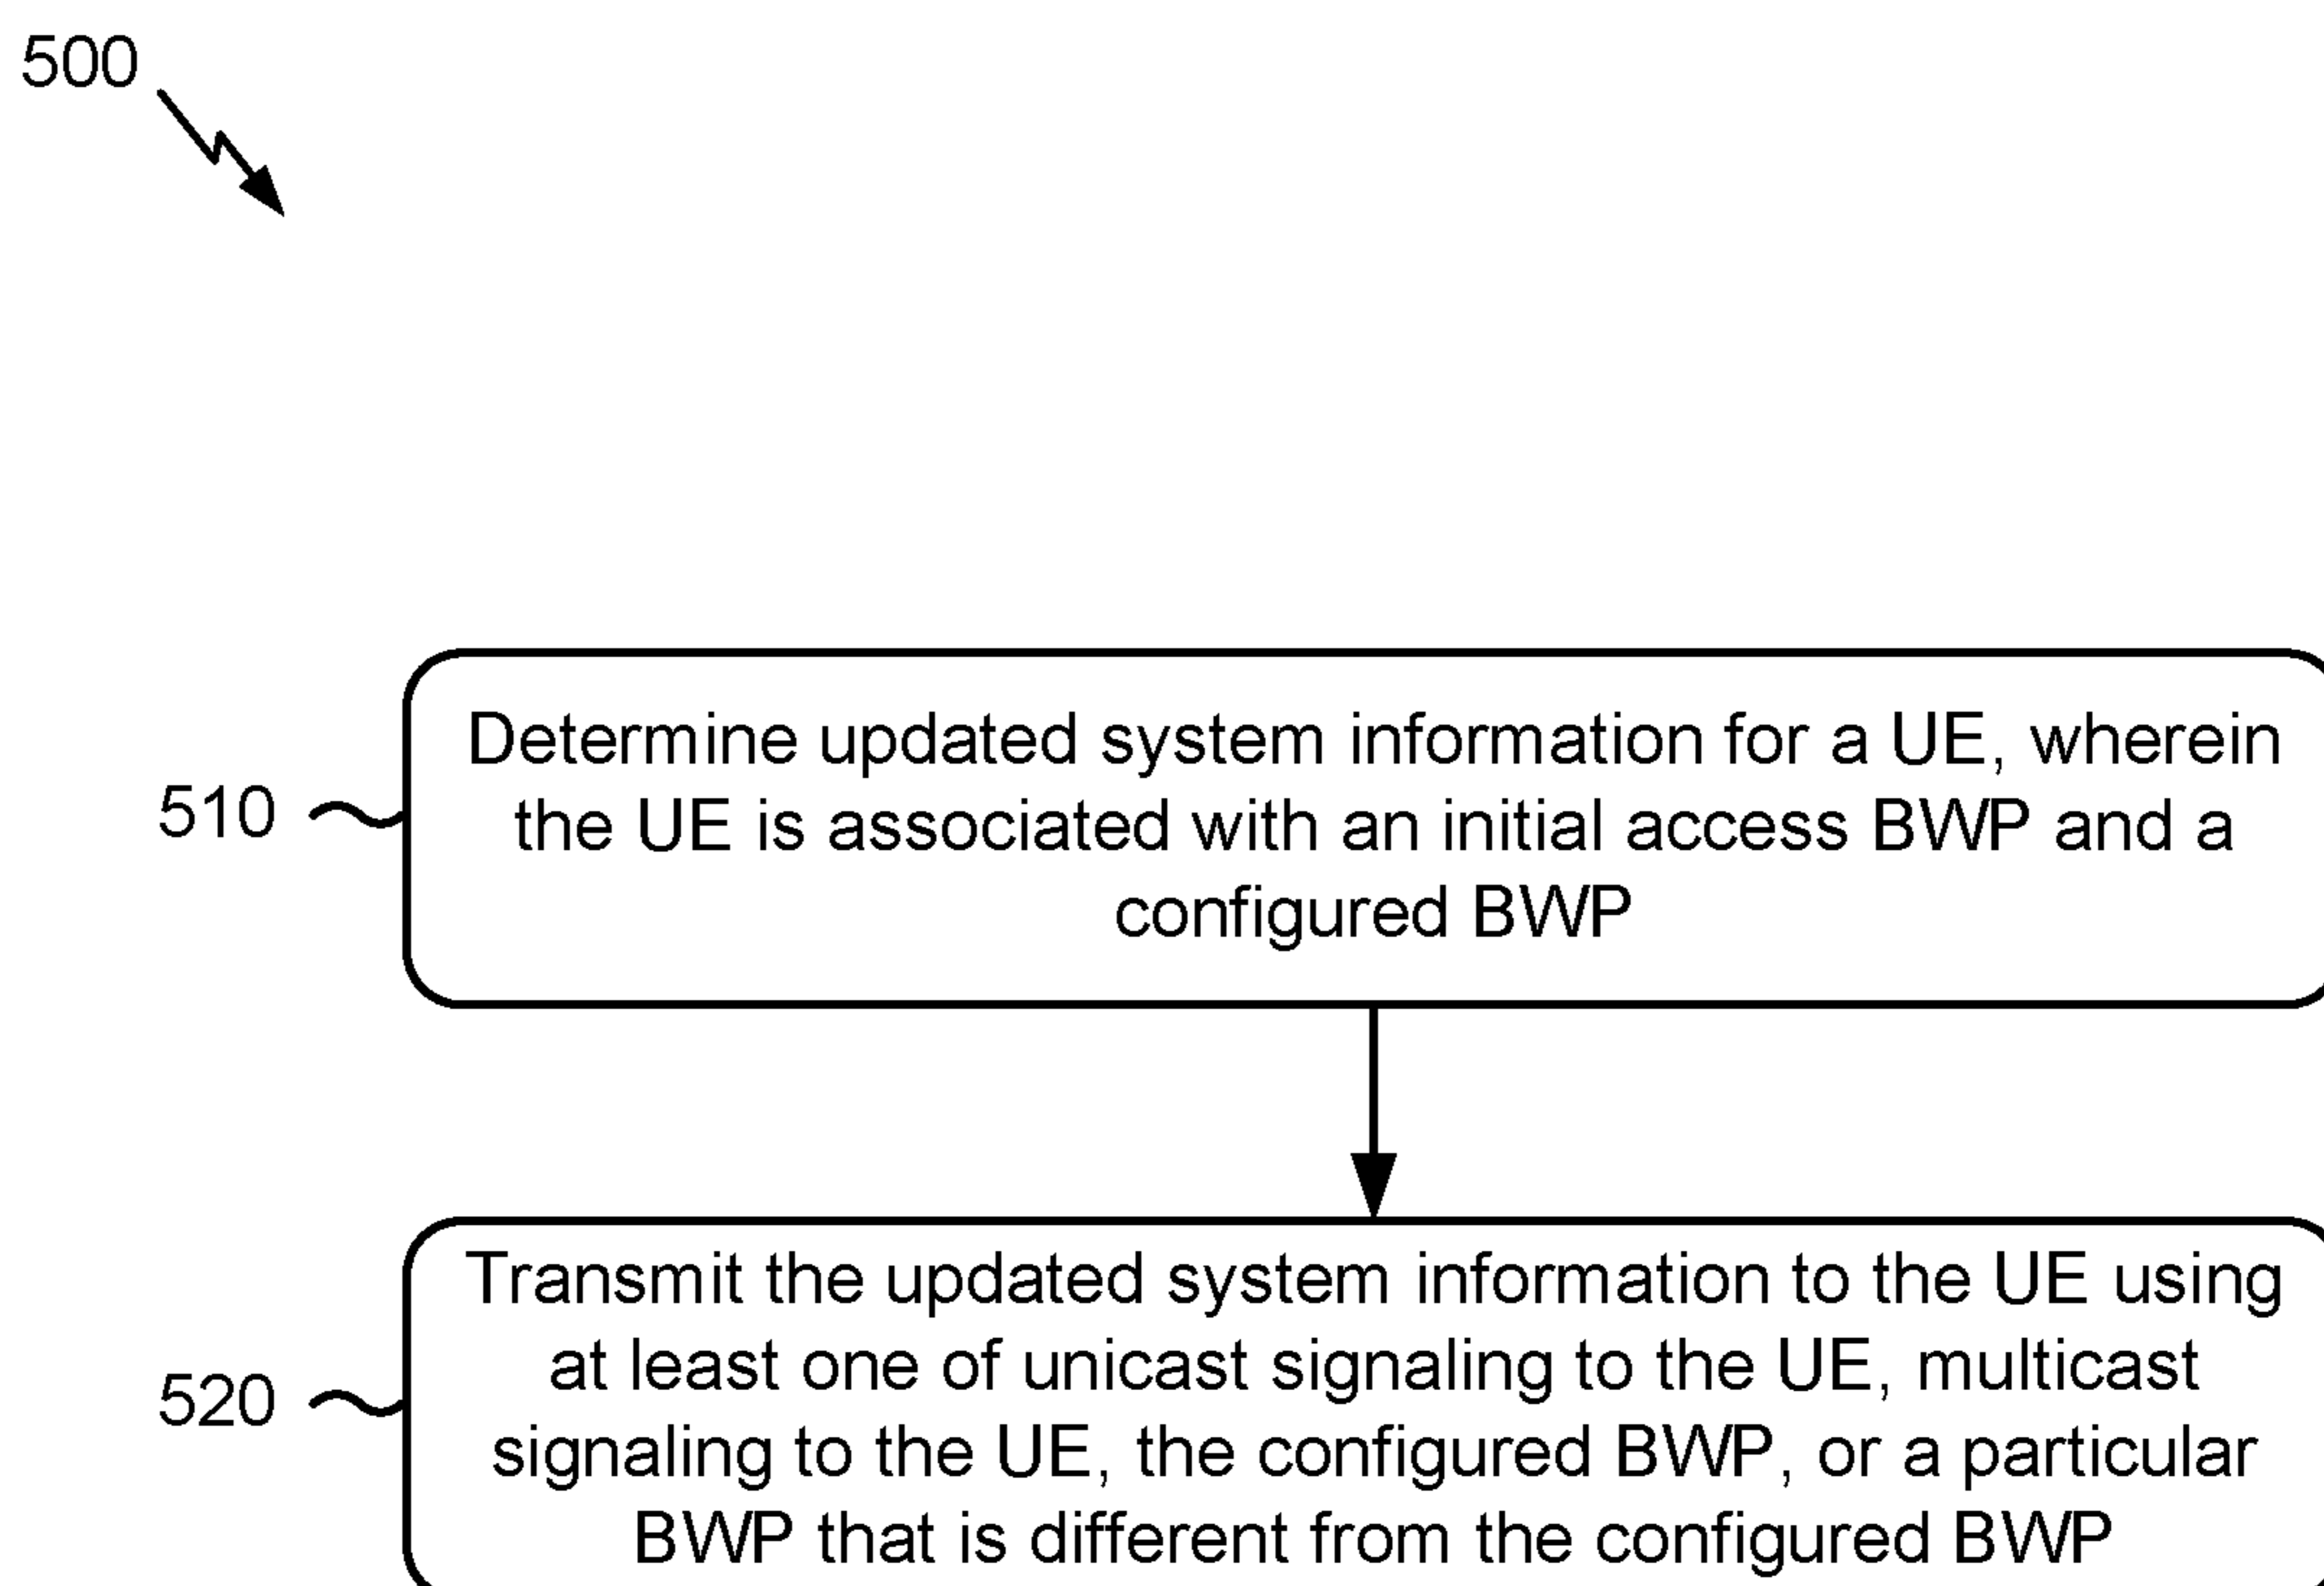 500
510
Determine updated system information for a UE, wherein
the UE is associated with an initial access BWP and a
configured BWP
520
Transmit the updated system information to the UE using
at least one of unicast signaling to the UE, multicast
signaling to the UE, the configured BWP, or a particular
BWP that is different from the configured BWP